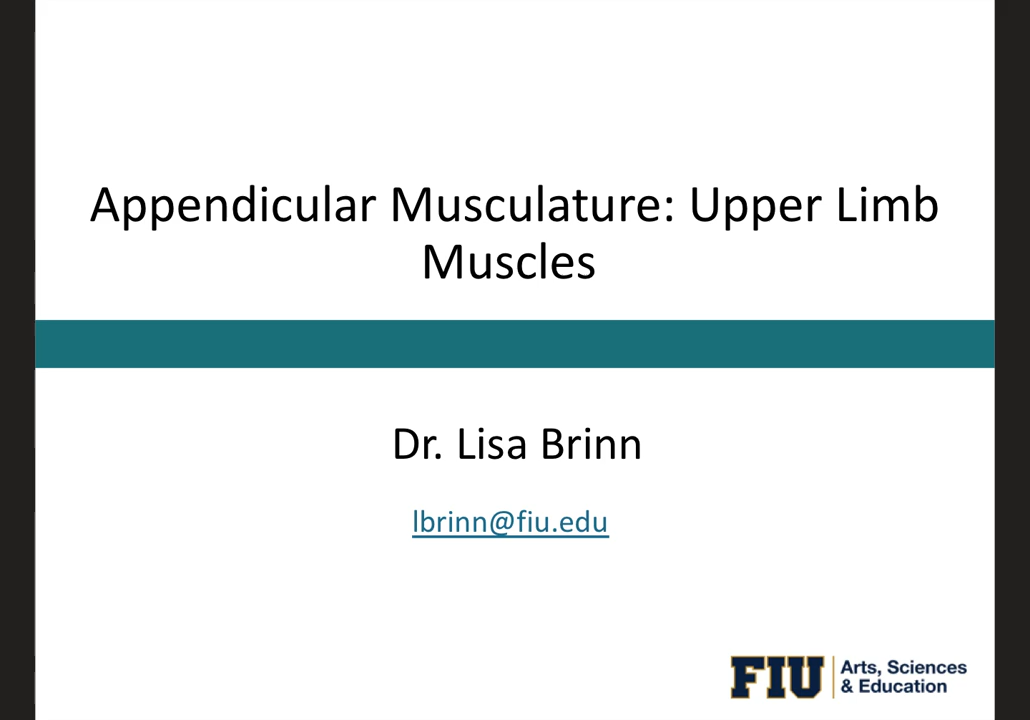 Appendicular Musculature: Upper Limb
Muscles
Dr. Lisa Brinn
lbrinn@fiu.edu
FIU
Arts, Sciences
& Education